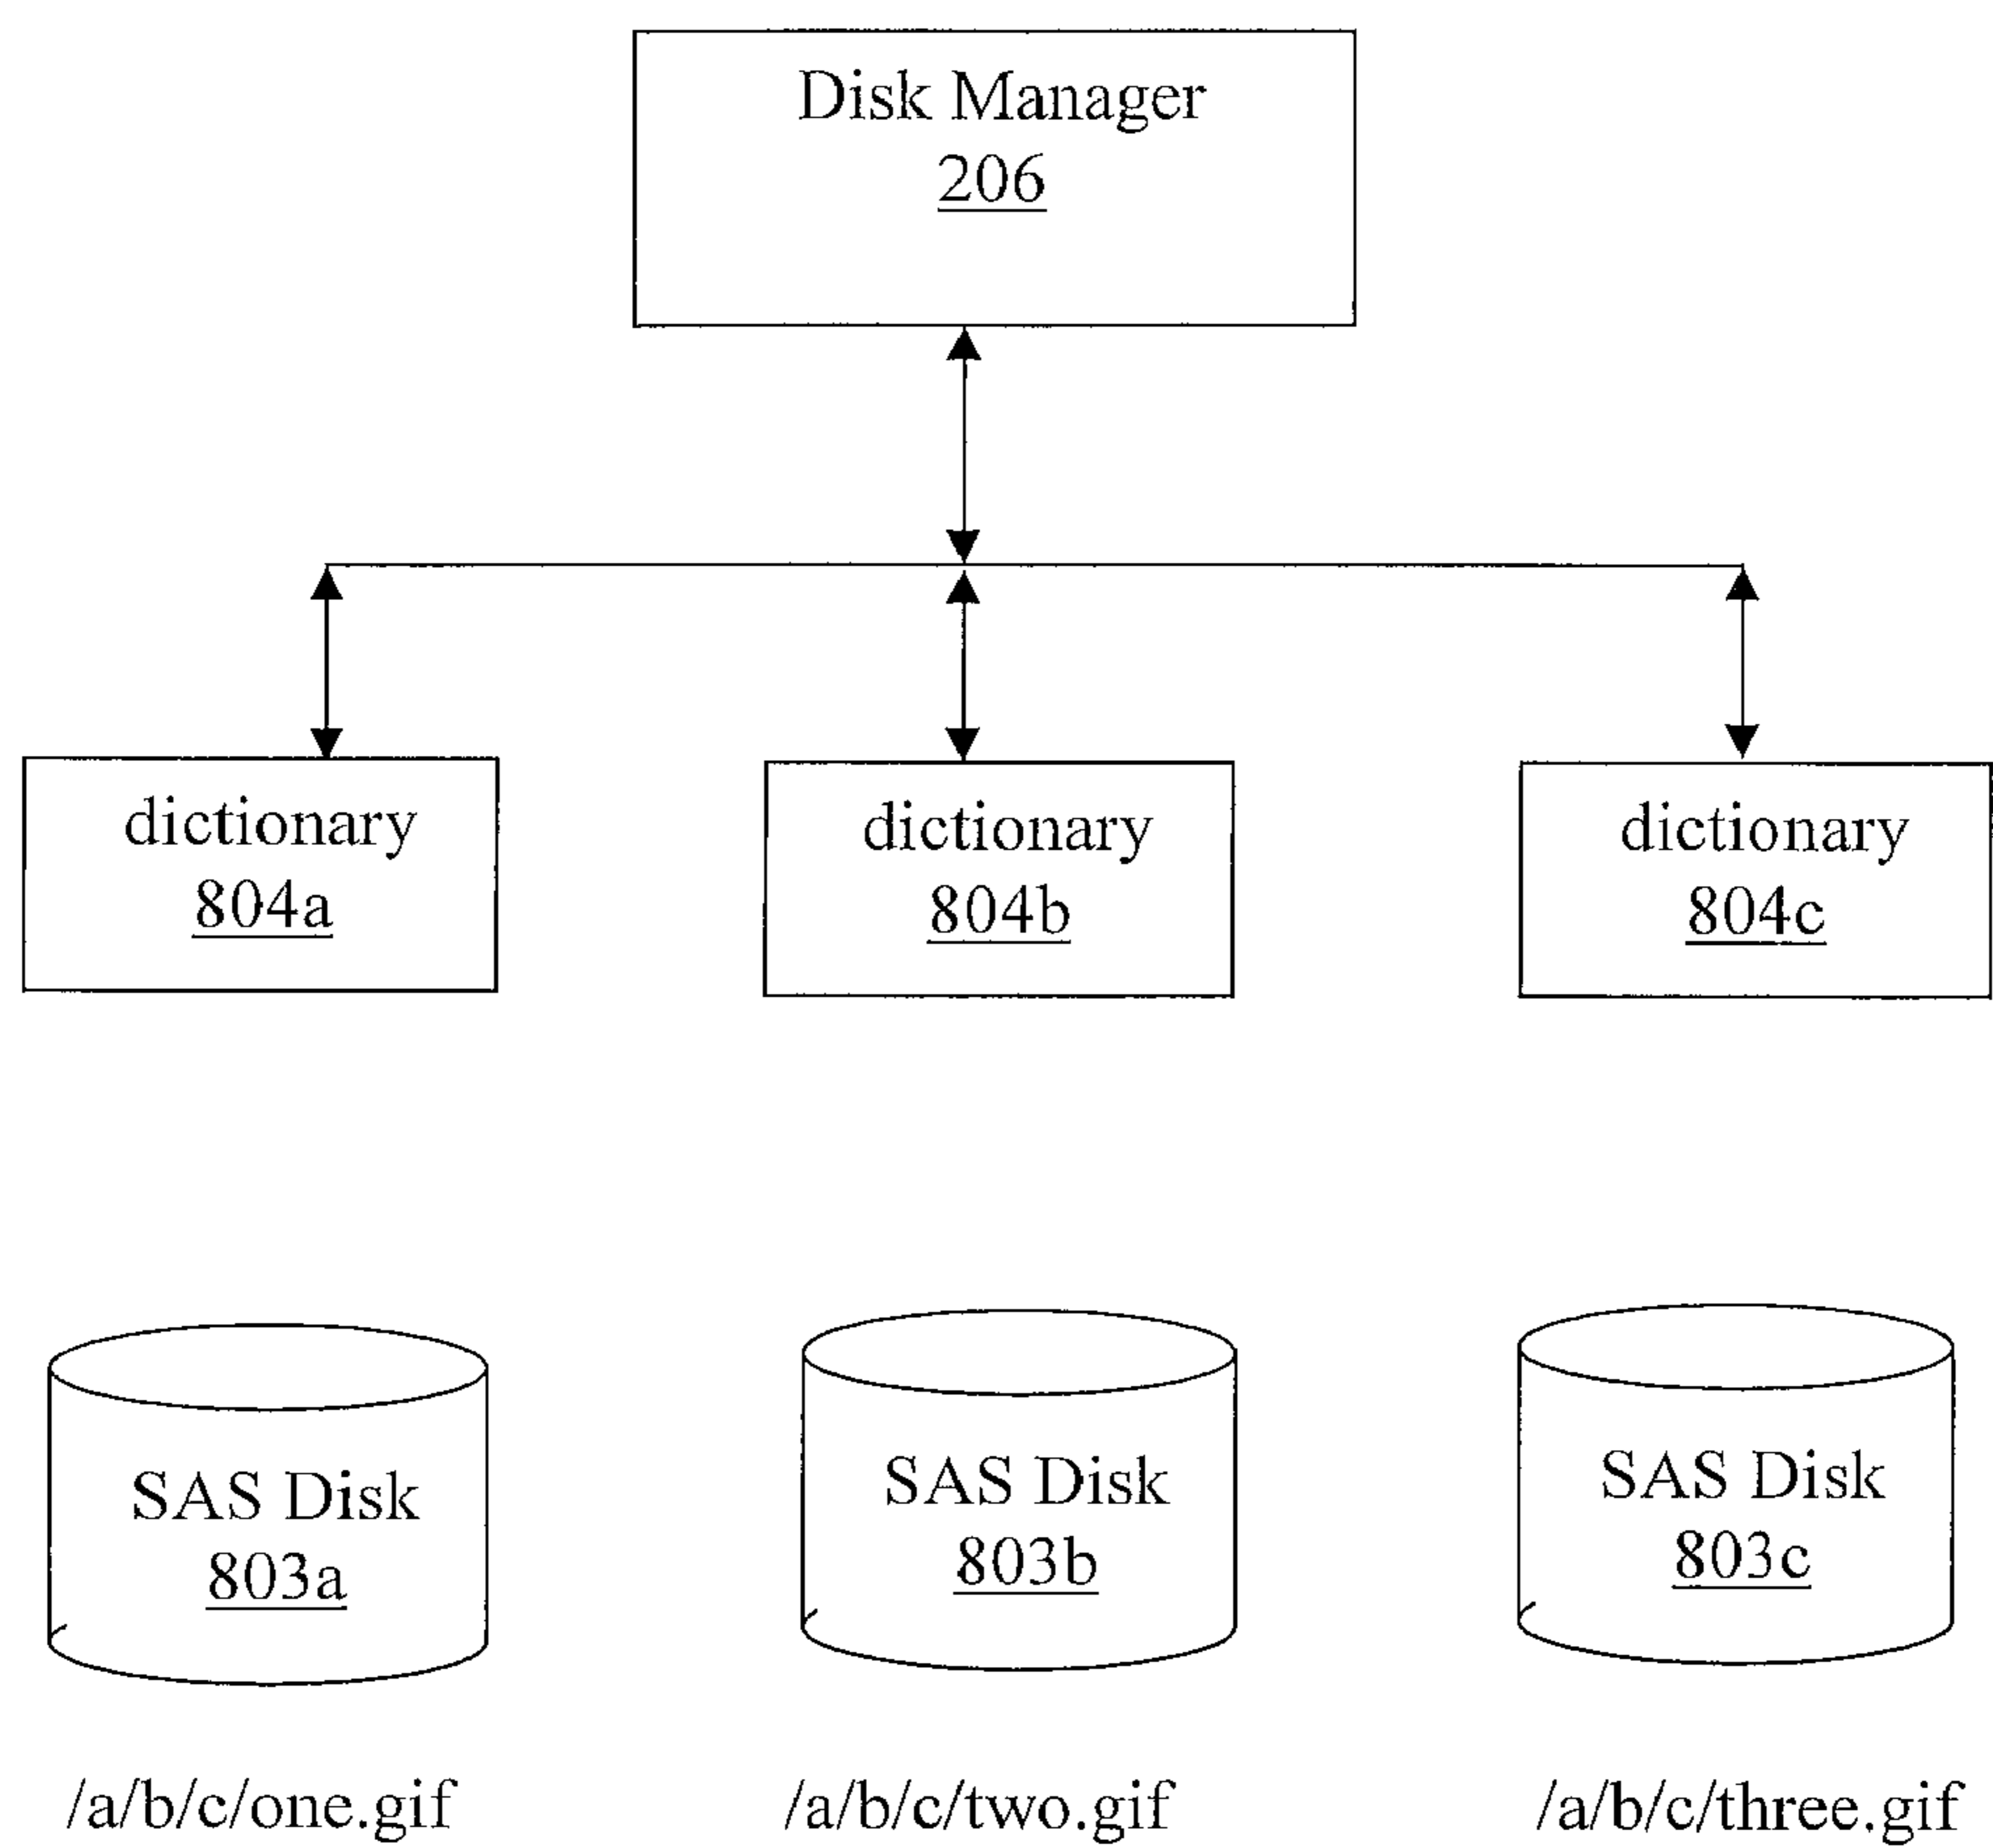 Disk Manager
206
dictionary
804a
dictionary
804b
dictionary
804c
SAS Disk
803a
SAS Disk
803b
SAS Disk
803c
/a/b/c/one.gif
/a/b/c/two.gif
/a/b/c/three.gif